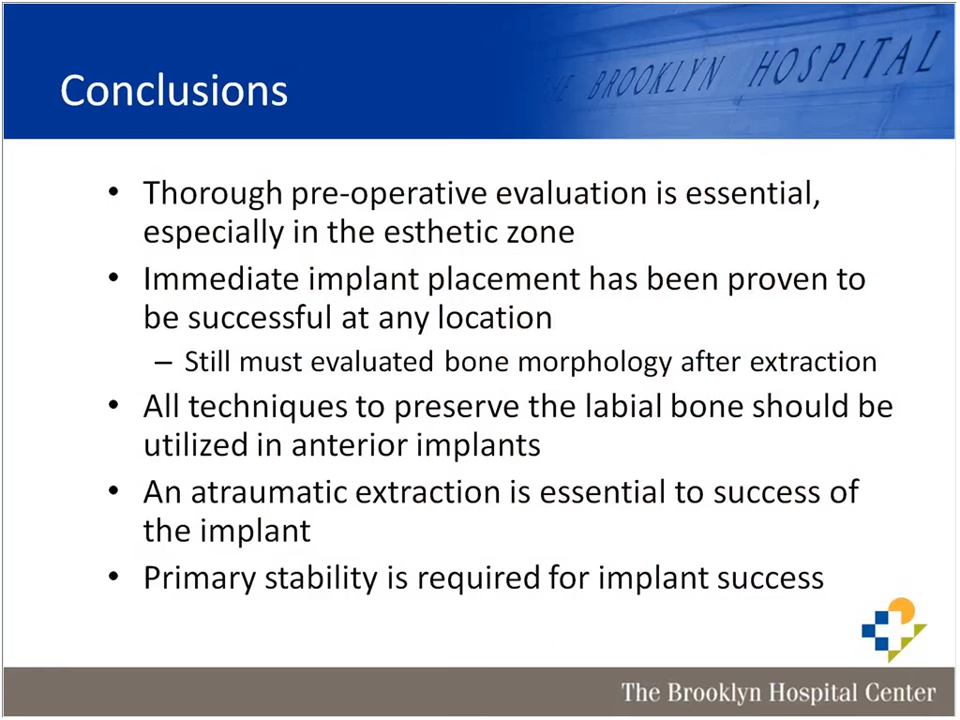 THE BROOKLYN HOSPITAL
Conclusions
• Thorough pre-operative evaluation is essential,
especially in the esthetic zone
• Immediate implant placement has been proven to
be successful at any location
– Still must evaluated bone morphology after extraction
• All techniques to preserve the labial bone should be
utilized in anterior implants
• An atraumatic extraction is essential to success of
the implant
• Primary stability is required for implant success
The Brooklyn Hospital Center